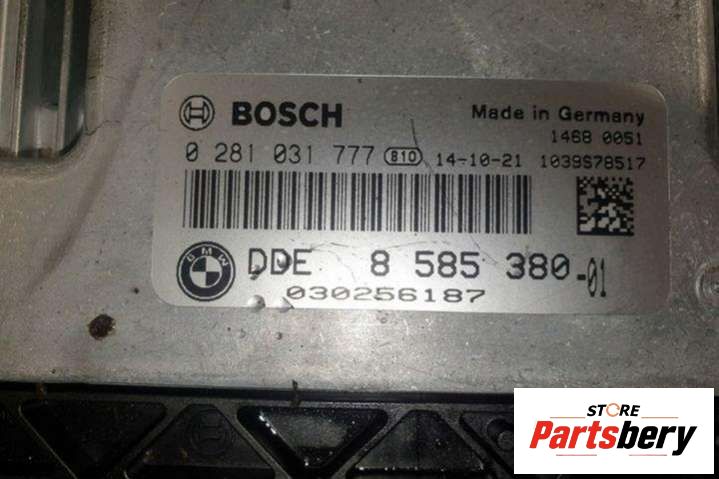 BOSCH
Made in Germany
1468 0051
0 281 031 777 810 14-10-21 1039S78517
BMW
DDE 8 585 380-01
030256187
STORE
Partsbery